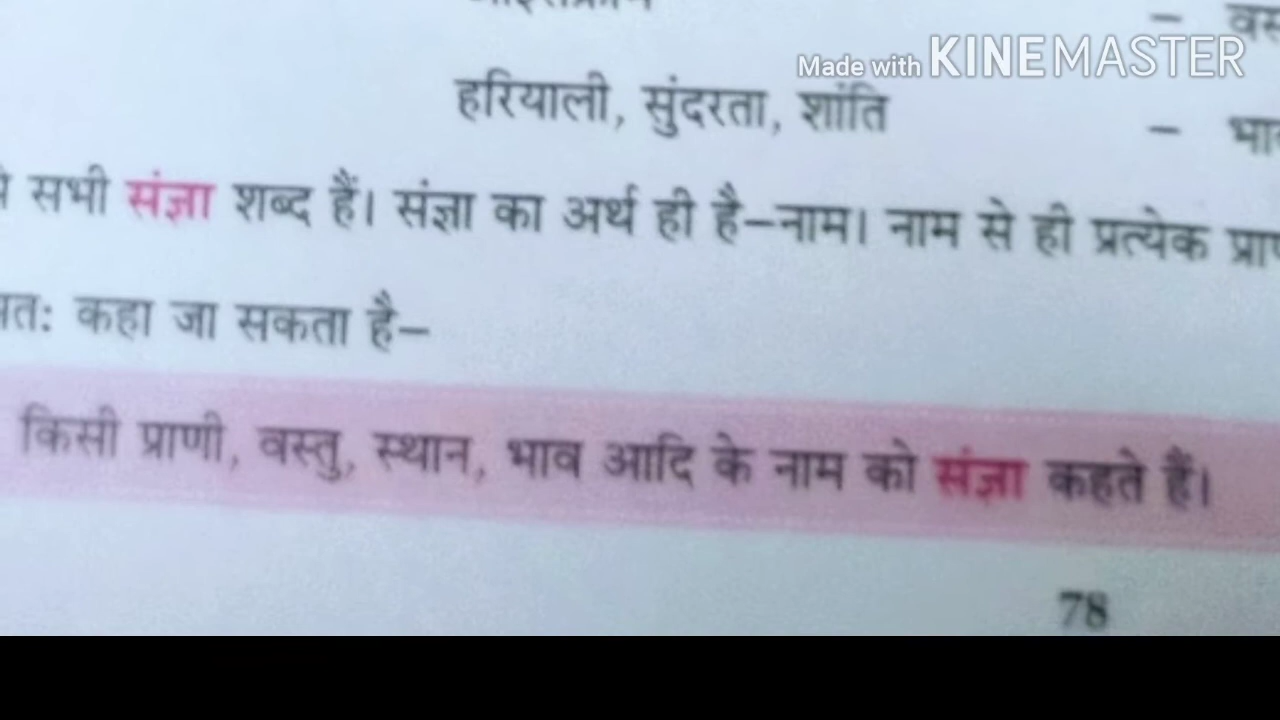 Made with KINEMASTER
हरियाली, सुंदरता, शांति –
सभी संज्ञा शब्द हैं। संज्ञा का अर्थ ही है–नाम। नाम से ही प्रत्येक
कहा जा सकता है–
किसी प्राणी, वस्तु, स्थान, भाव आदि के नाम को संज्ञा कहते हैं।
78